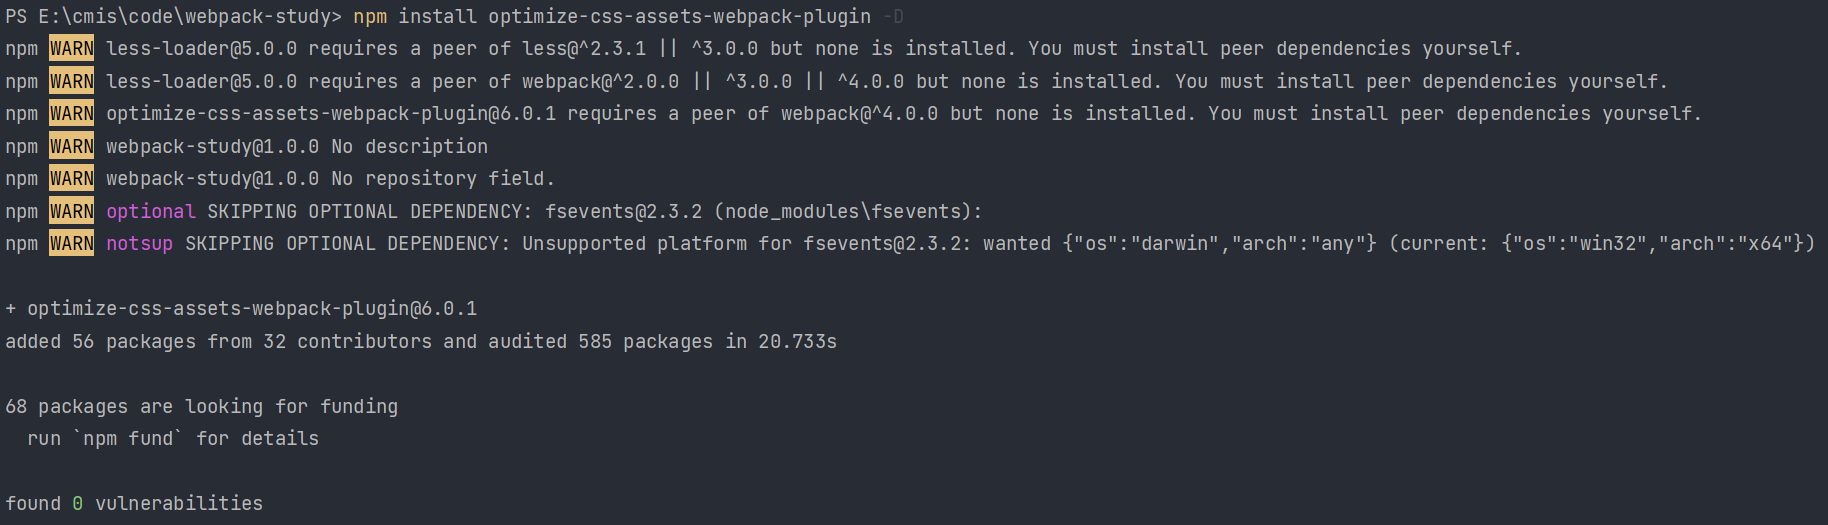 PS E:\cmis\code\webpack-study> npm install optimize-css-assets-webpack-plugin -D
npm WARN less-loader@5.0.0 requires a peer of less@^2.3.1 || ^3.0.0 but none is installed. You must install peer dependencies yourself.
npm WARN less-loader@5.0.0 requires a peer of webpack@^2.0.0 || ^3.0.0 || ^4.0.0 but none is installed. You must install peer dependencies yourself.
npm WARN optimize-css-assets-webpack-plugin@6.0.1 requires a peer of webpack@^4.0.0 but none is installed. You must install peer dependencies yourself.
npm WARN webpack-study@1.0.0 No description
npm WARN webpack-study@1.0.0 No repository field.
npm WARN optional SKIPPING OPTIONAL DEPENDENCY: fsevents@2.3.2 (node_modules\fsevents):
npm WARN notsup SKIPPING OPTIONAL DEPENDENCY: Unsupported platform for fsevents@2.3.2: wanted {"os":"darwin","arch":"any"} (current: {"os":"win32","arch":"x64"})
+ optimize-css-assets-webpack-plugin@6.0.1
added 56 packages from 32 contributors and audited 585 packages in 20.733s
68 packages are looking for funding
run `npm fund` for details
found 0 vulnerabilities